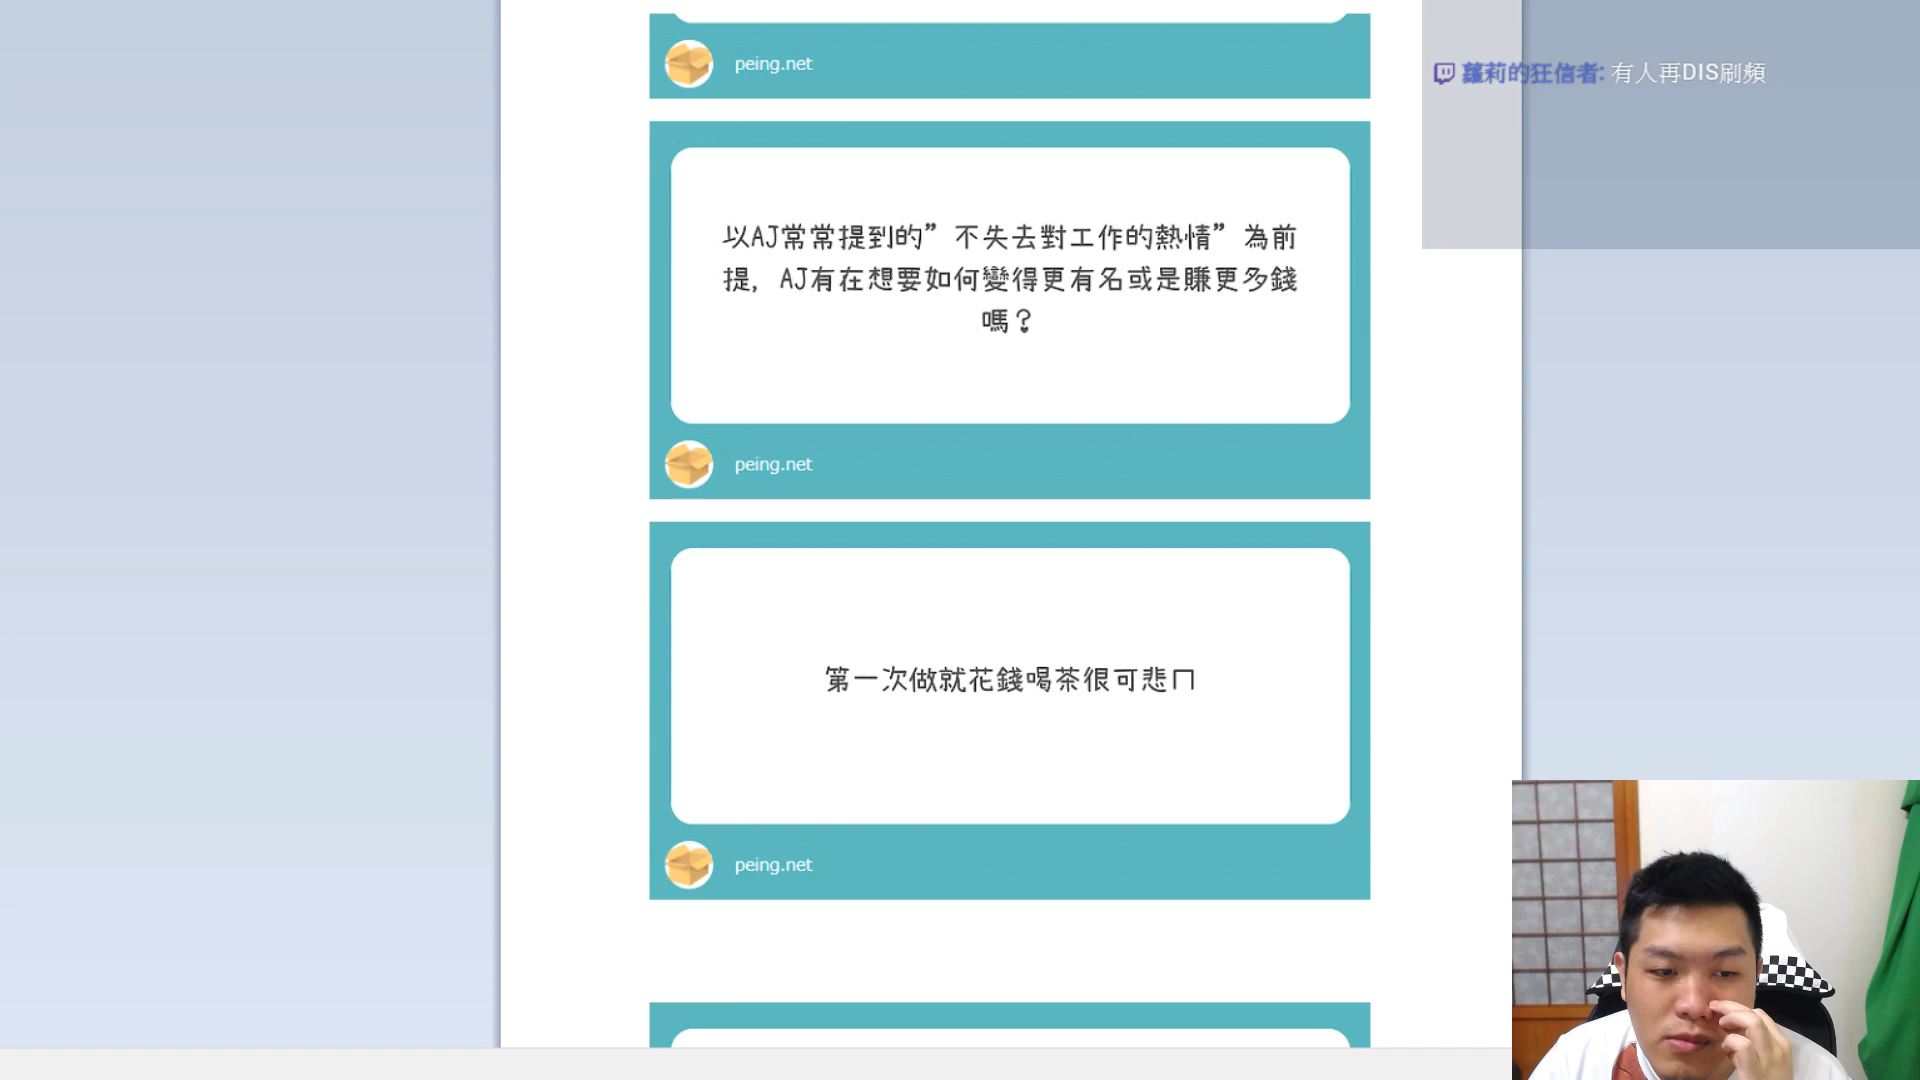 peing.net
蘿莉的狂信者: 有人再DIS刷頻
以AJ常常提到的”不失去對工作的熱情”為前
提，AJ有在想要如何變得更有名或是賺更多錢
嗎？
peing.net
第一次做就花錢喝茶很可悲ㄇ
peing.net